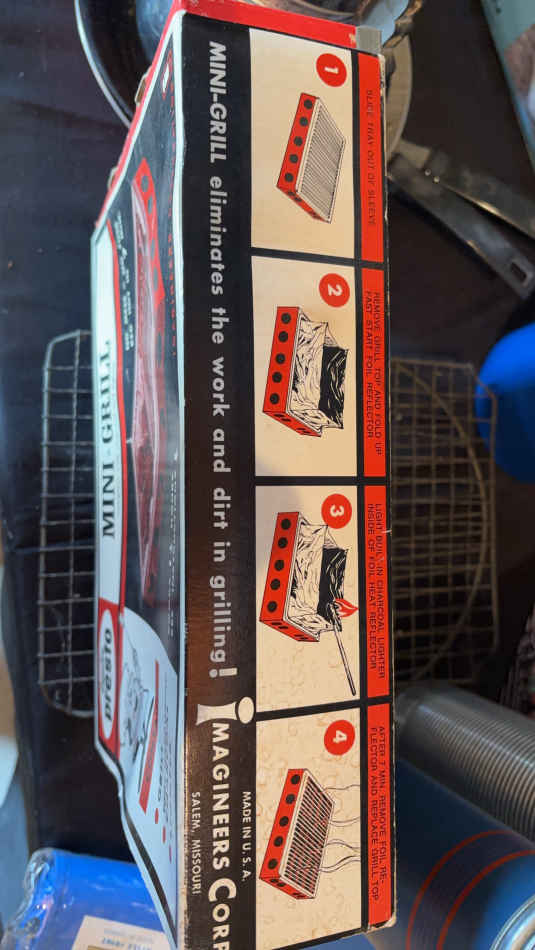 1
SLICE TRAY OUT OF SLEEVE
2
REMOVE GRILL TOP AND FOLD UP
FAST START FOIL REFLECTOR
3
LIGHT BUILT-IN CHARCOAL LIGHTER
INSIDE OF FOIL HEAT REFLECTOR
4
AFTER 7 MIN. REMOVE FOIL RE-
FLECTOR AND REPLACE GRILL TOP
MINI-GRILL eliminates the work and dirt in grilling!
MADE IN U.S.A.
IMAGINEERS CORP
SALEM, MISSOURI
MINI-GRILL
PRESTO